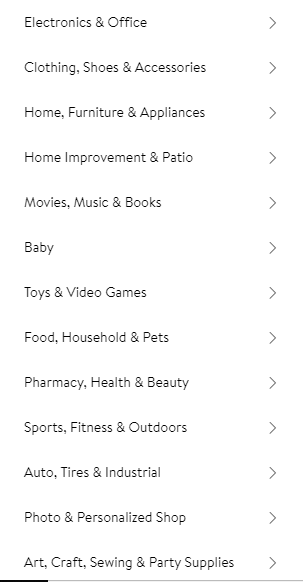 Electronics & Office
Clothing, Shoes & Accessories
Home, Furniture & Appliances
Home Improvement & Patio
Movies, Music & Books
Baby
Toys & Video Games
Food, Household & Pets
Pharmacy, Health & Beauty
Sports, Fitness & Outdoors
Auto, Tires & Industrial
Photo & Personalized Shop
Art, Craft, Sewing & Party Supplies